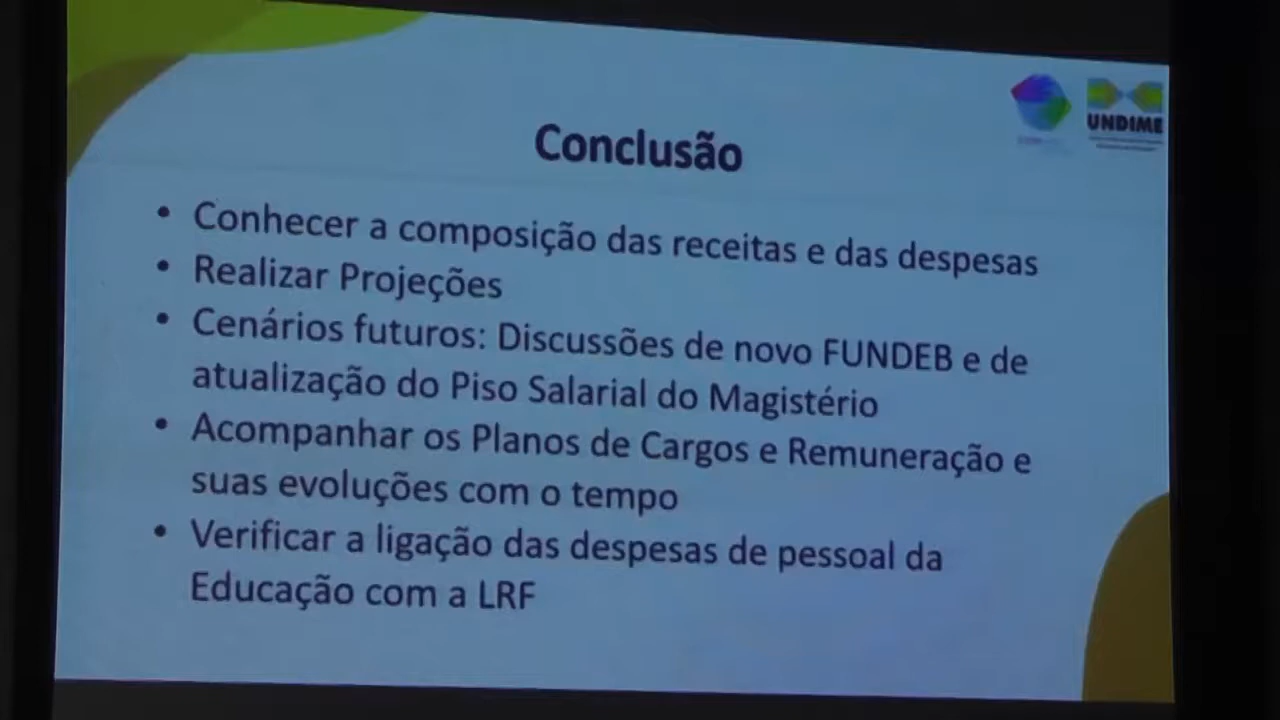 UNDIME
Conclusão
• Conhecer a composição das receitas e das despesas
• Realizar Projeções
• Cenários futuros: Discussões de novo FUNDEB e de
atualização do Piso Salarial do Magistério
• Acompanhar os Planos de Cargos e Remuneração e
suas evoluções com o tempo
• Verificar a ligação das despesas de pessoal da
Educação com a LRF